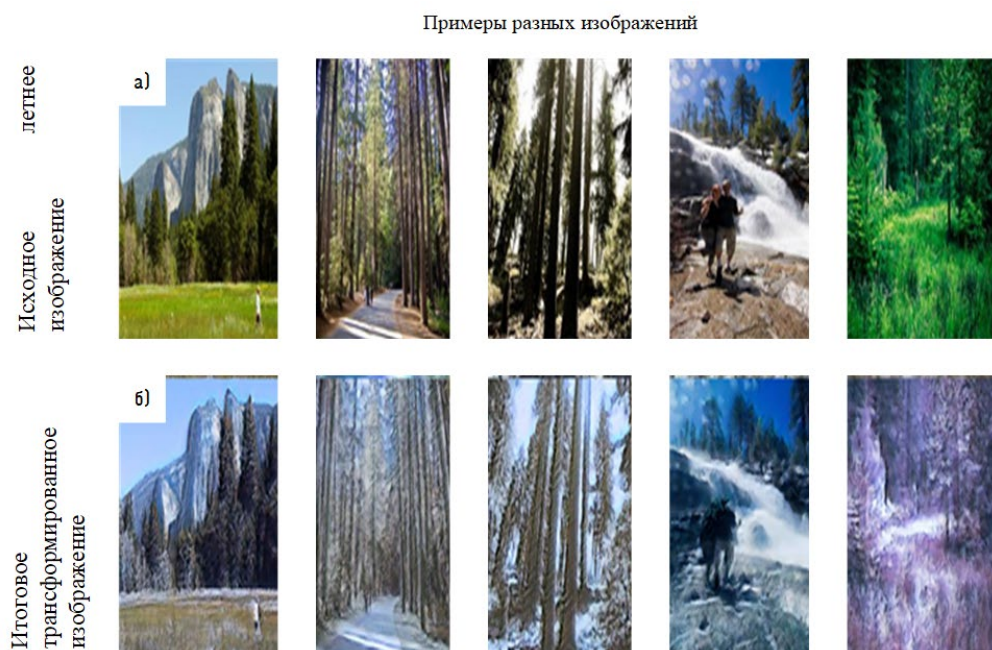 Примеры разных изображений
Исходное летнее
изображение
а)
Итоговое
трансформированное
изображение
б)